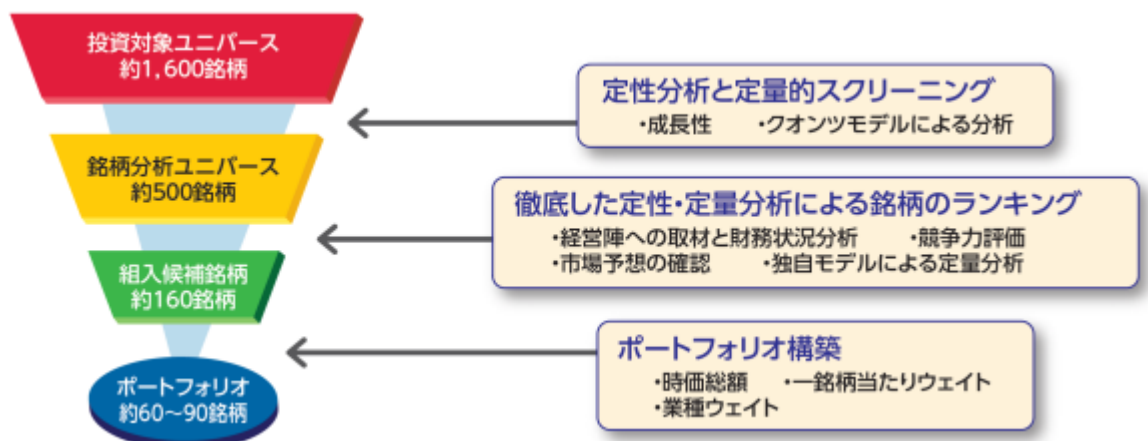 投資対象ユニバース
約1,600銘柄
定性分析と定量的スクリーニング
・成長性 ・クオンツモデルによる分析
銘柄分析ユニバース
約500銘柄
徹底した定性・定量分析による銘柄のランキング
・経営陣への取材と財務状況分析 ・競争力評価
・市場予想の確認 ・独自モデルによる定量分析
組入候補銘柄
約160銘柄
ポートフォリオ構築
・時価総額 ・一銘柄当たりウェイト
・業種ウェイト
ポートフォリオ
約60～90銘柄